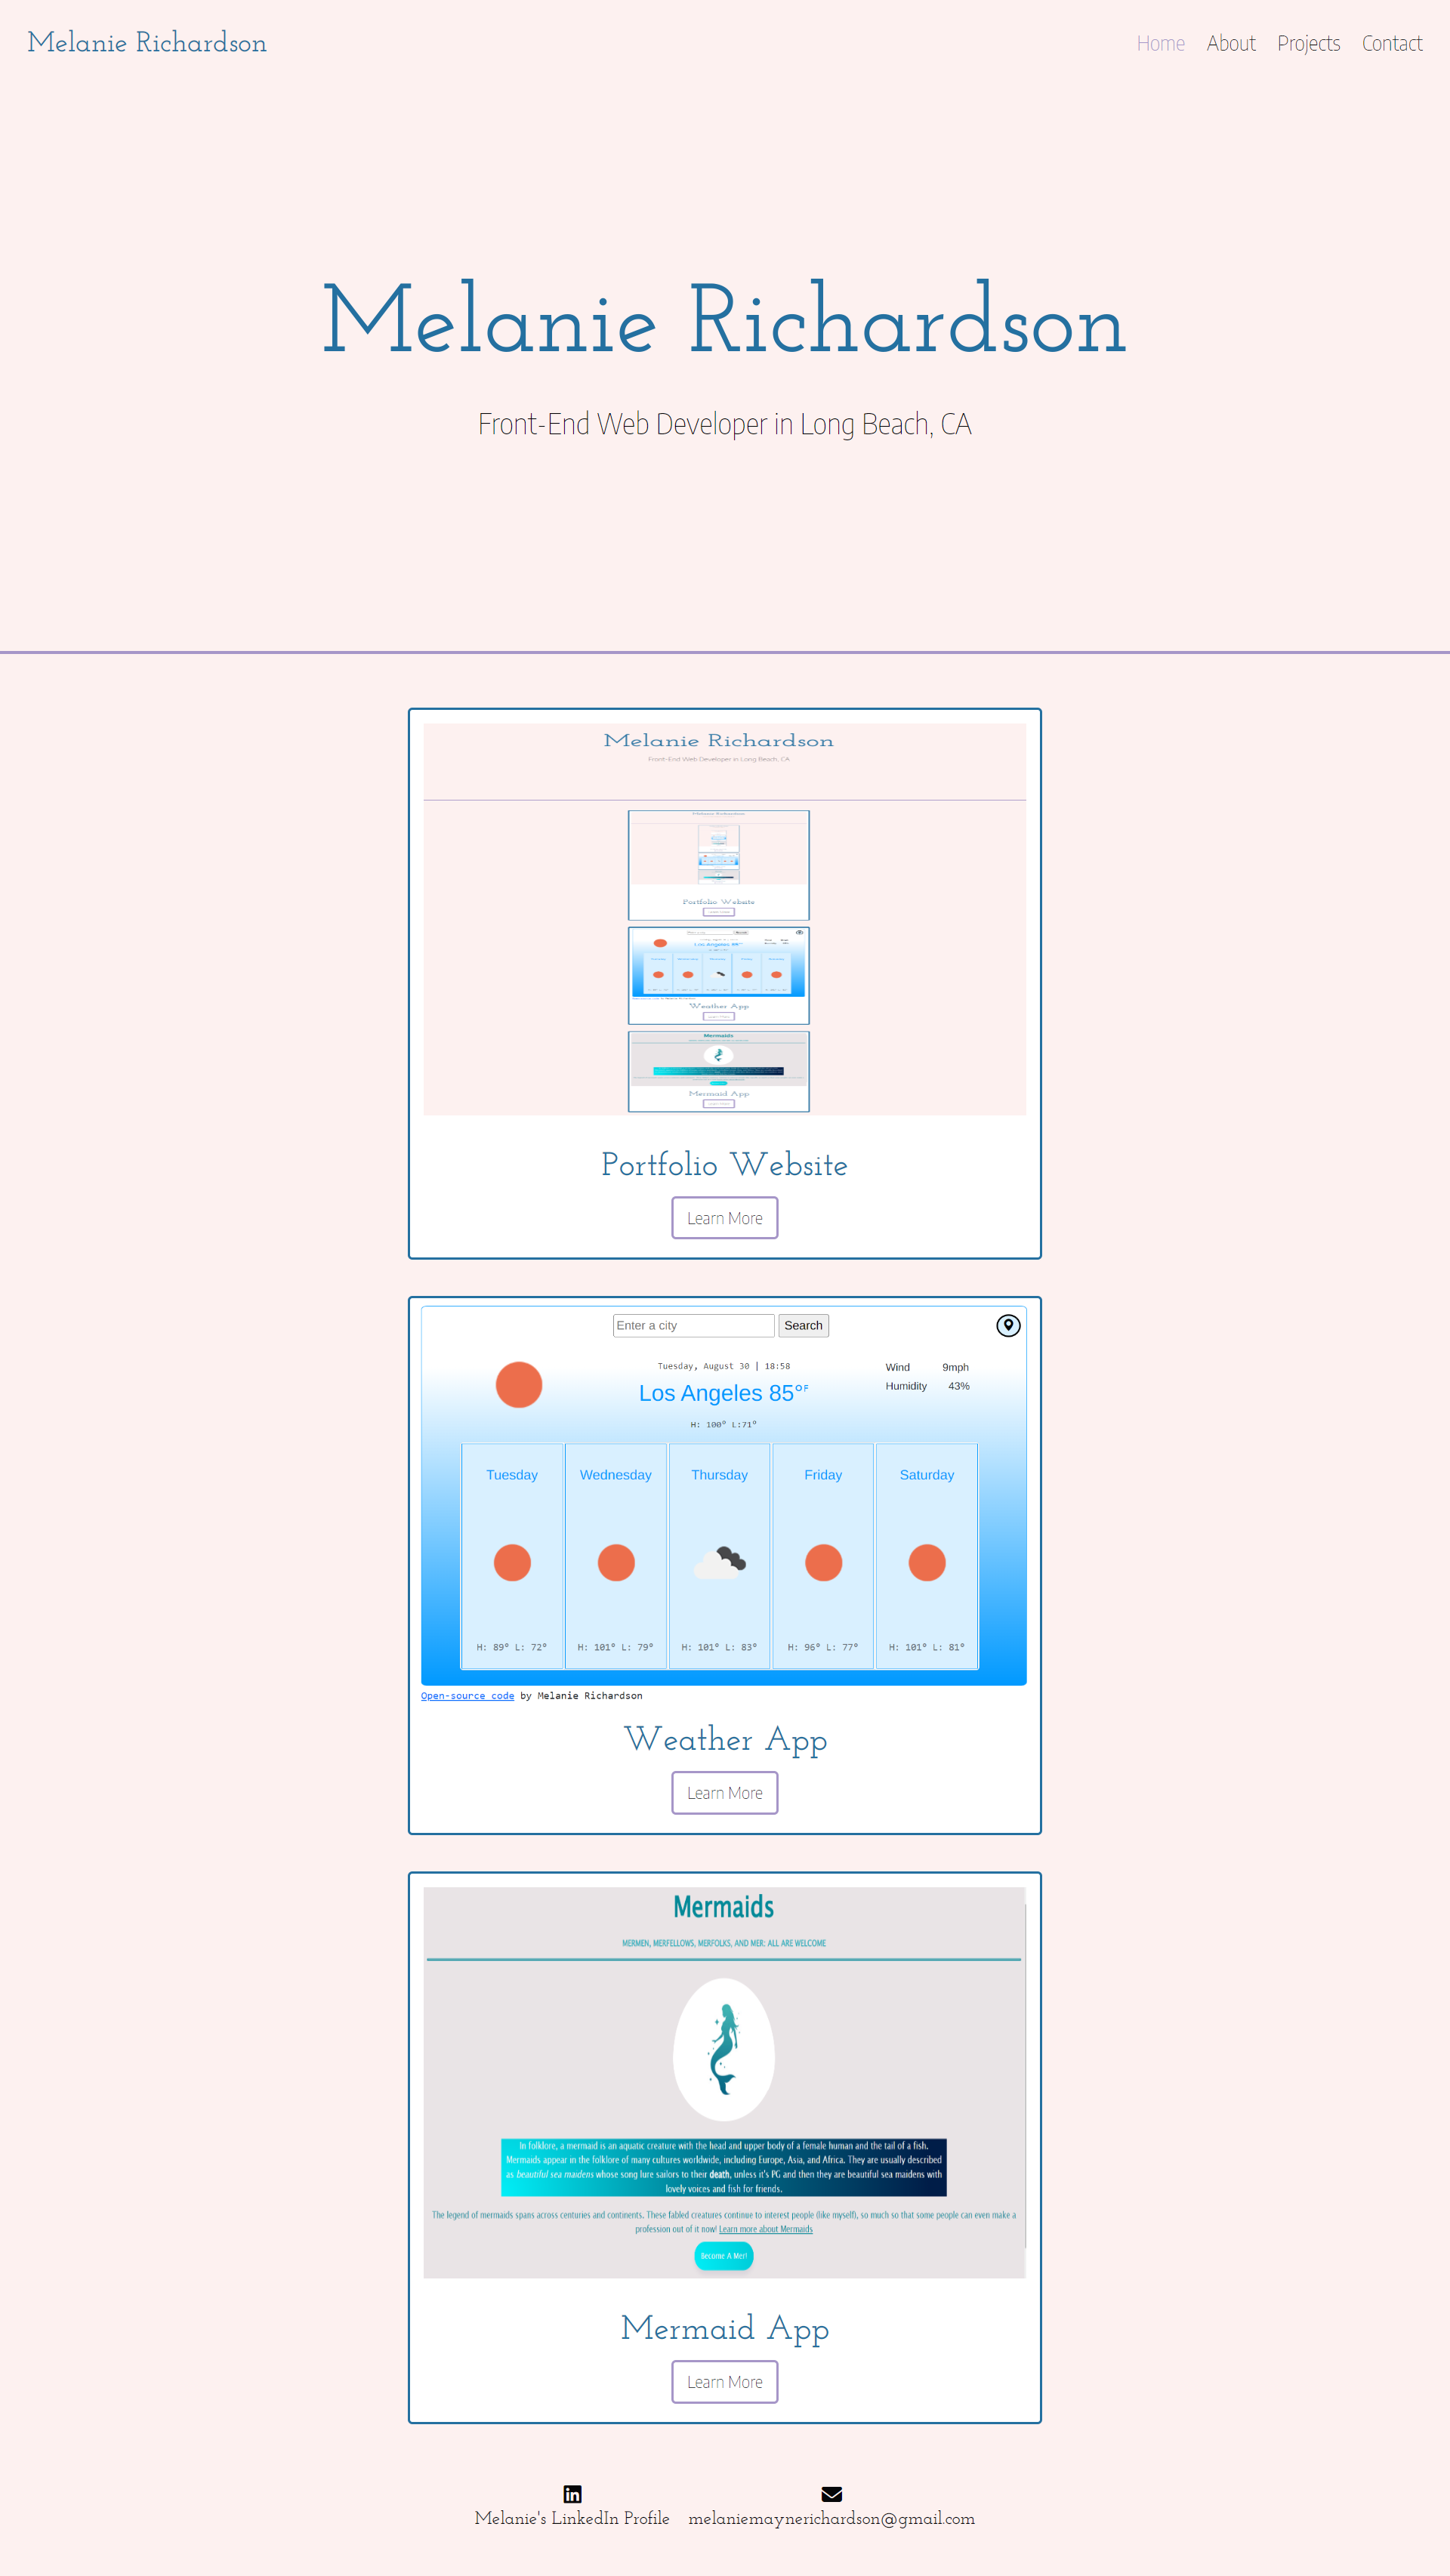 Melanie Richardson
Home About Projects Contact
Melanie Richardson
Front-End Web Developer in Long Beach, CA
Melanie Richardson
Front-End Web Developer in Long Beach, CA
Melanie Richardson
Portfolio Website
Los Angeles 85°
Weather App
Mermaids
Mermaid App
Portfolio Website
Learn More
Enter a city Search
Tuesday, August 30 | 18:58
Los Angeles 85°F
H: 100° L:71°
Wind 9mph
Humidity 43%
Tuesday Wednesday Thursday Friday Saturday
H: 89° L: 72° H: 101° L: 79° H: 101° L: 83° H: 96° L: 77° H: 101° L: 81°
Open-source code by Melanie Richardson
Weather App
Learn More
Mermaids
MERMEN, MERFELLOWS, MERFOLKS, AND MER: ALL ARE WELCOME
In folklore, a mermaid is an aquatic creature with the head and upper body of a female human and the tail of a fish.
Mermaids appear in the folklore of many cultures worldwide, including Europe, Asia, and Africa. They are usually described
as beautiful sea maidens whose song lure sailors to their death, unless it's PG and then they are beautiful sea maidens with
lovely voices and fish for friends.
The legend of mermaids spans across centuries and continents. These fabled creatures continue to interest people (like myself), so much so that some people can even make a
profession out of it now! Learn more about Mermaids
Become A Mer!
Mermaid App
Learn More
Melanie's LinkedIn Profile melaniemaynerichardson@gmail.com